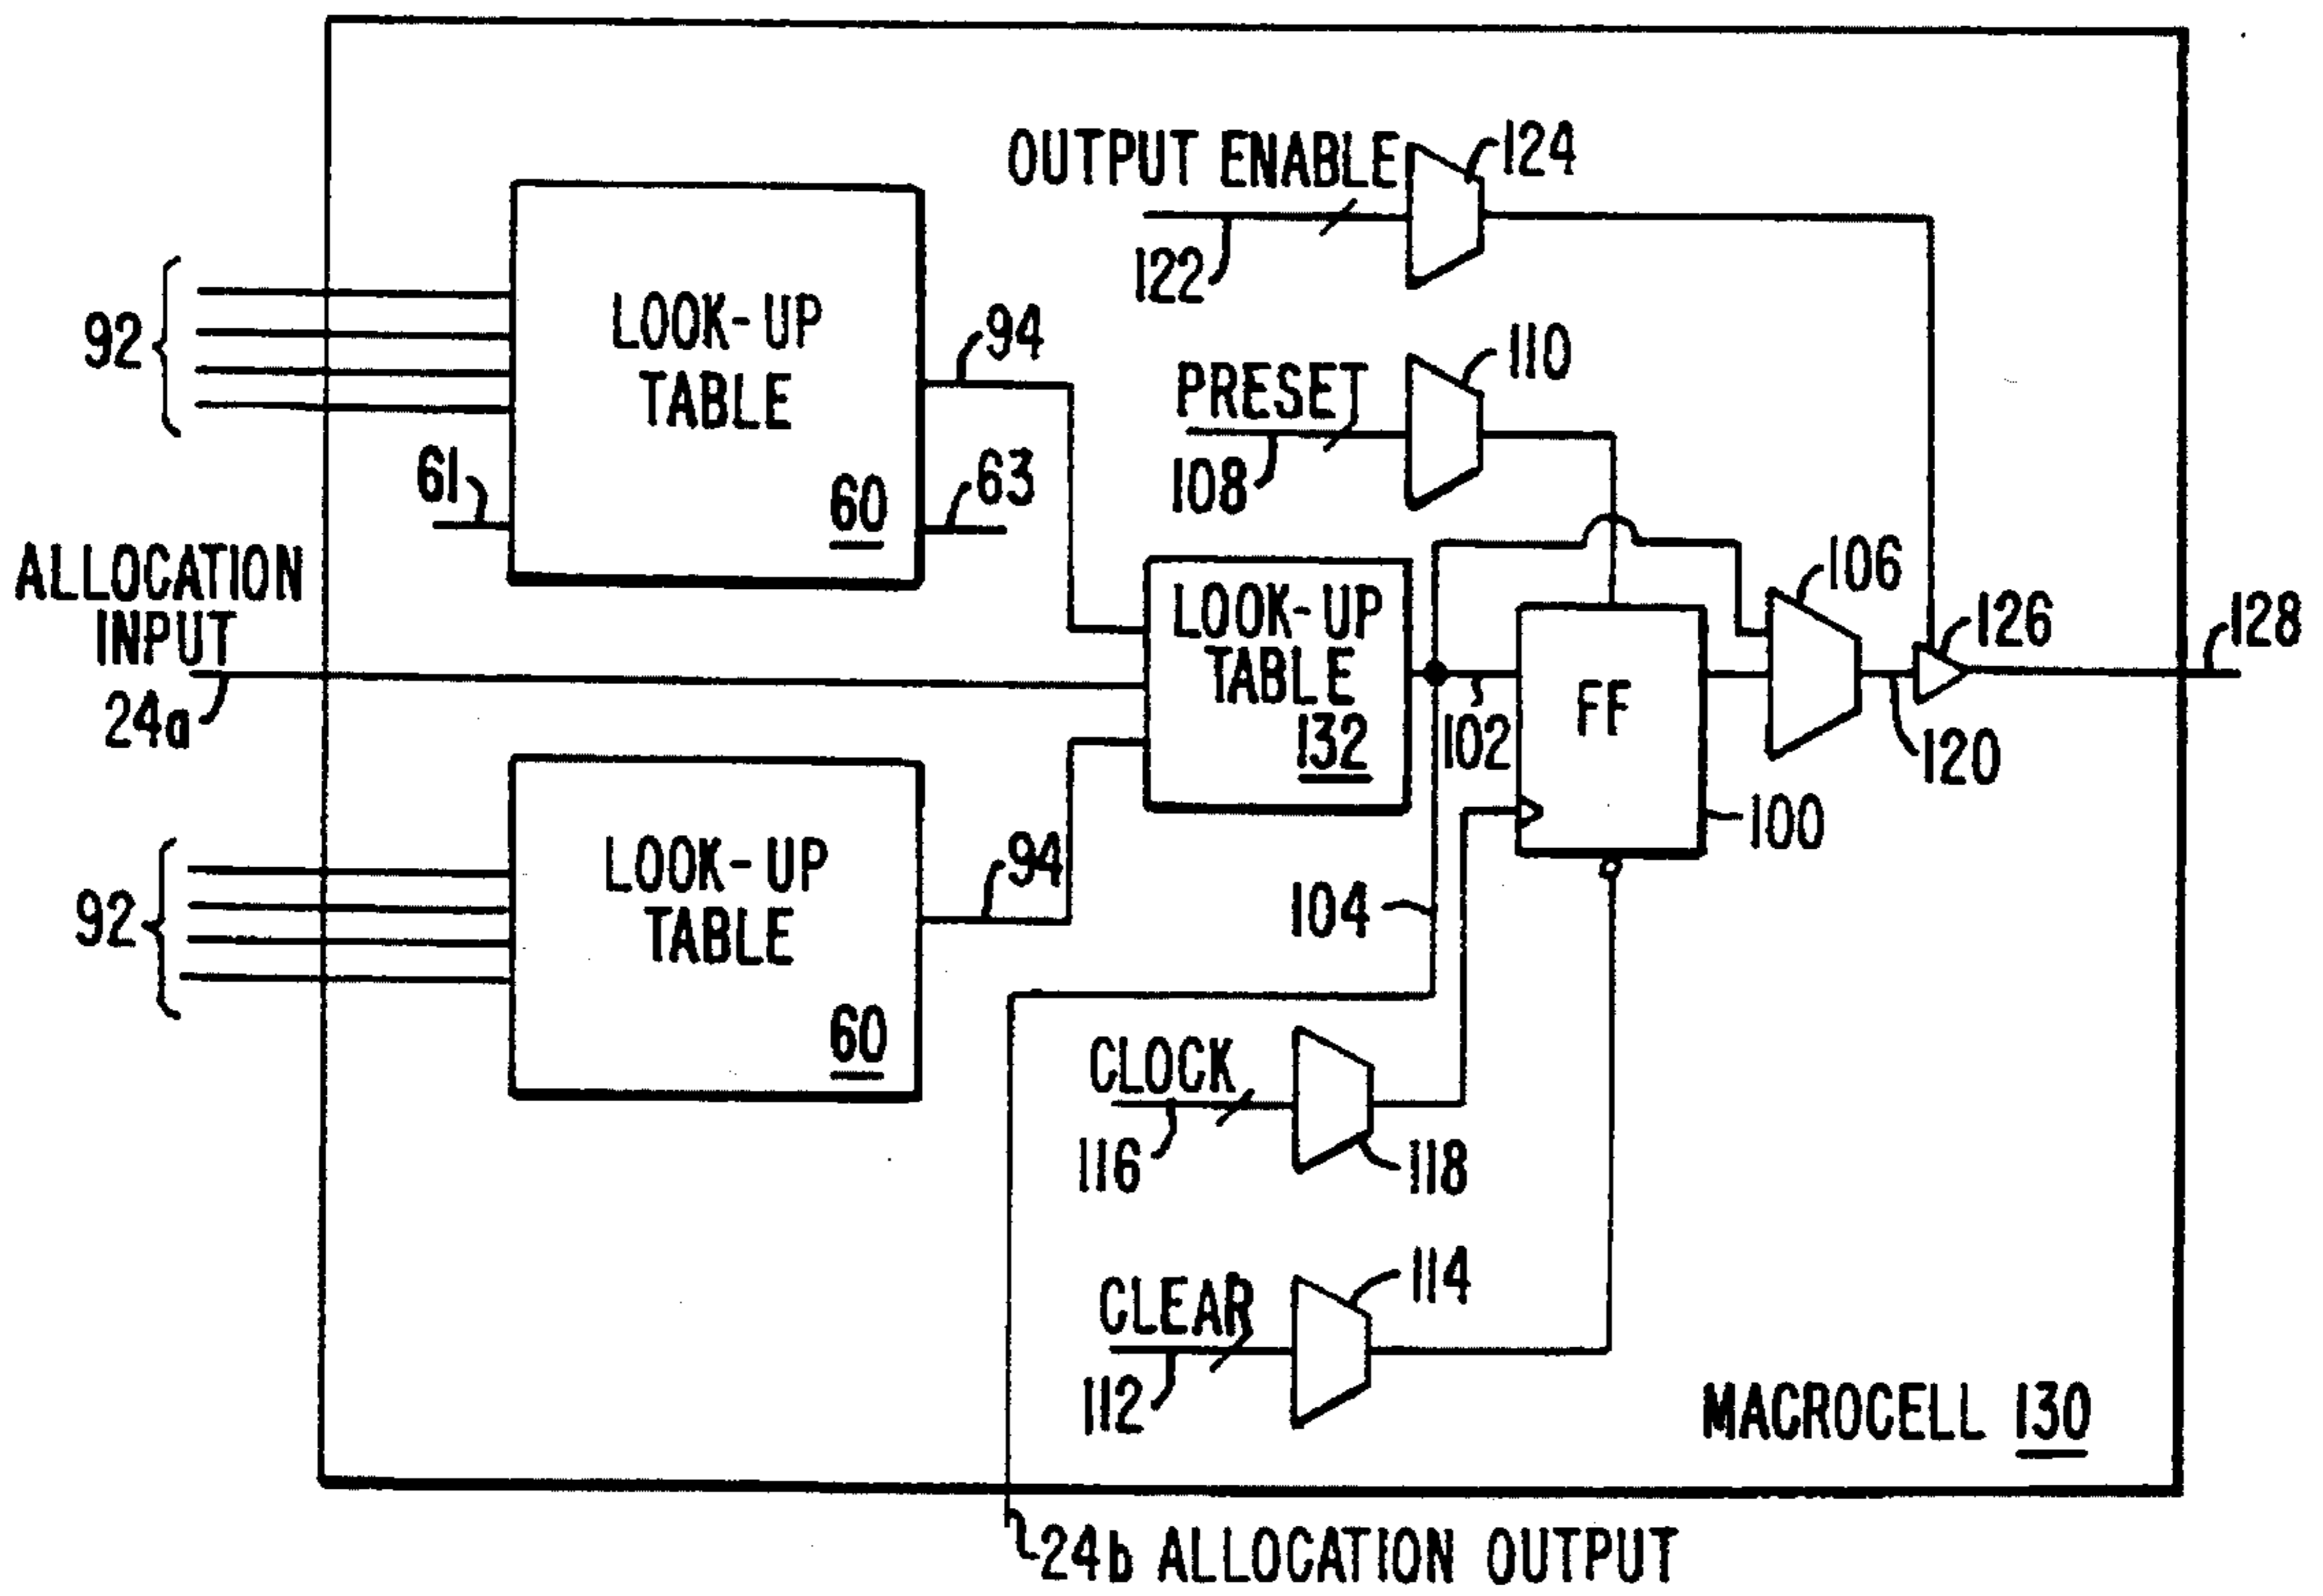 OUTPUT ENABLE
124
122
LOOK-UP
TABLE
60
92
94
61
63
PRESET
110
108
ALLOCATION
INPUT
24a
LOOK-UP
TABLE
132
102
106
126
128
FF
120
100
LOOK-UP
TABLE
60
92
94
104
CLOCK
116
118
CLEAR
114
112
MACROCELL 130
24b ALLOCATION OUTPUT